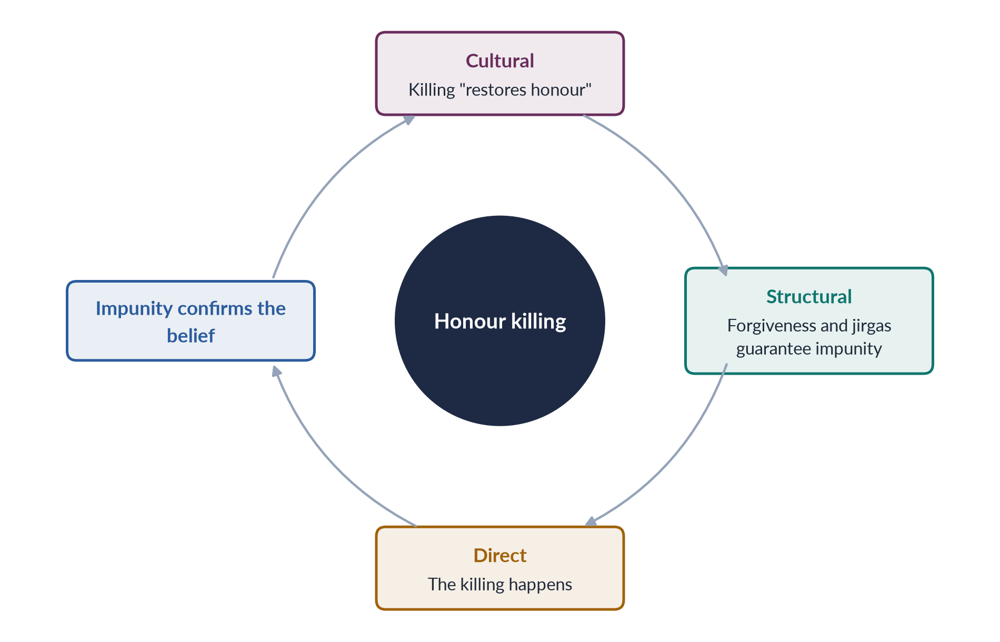 Cultural
Killing "restores honour"
Impunity confirms the
belief
Honour killing
Structural
Forgiveness and jirgas
guarantee impunity
Direct
The killing happens